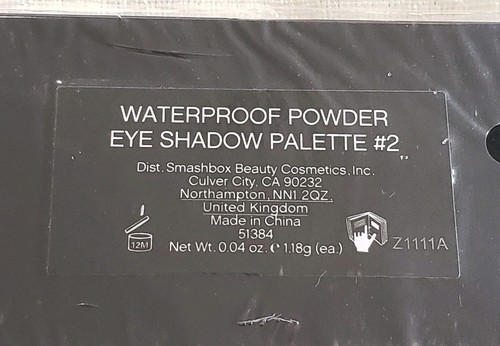 WATERPROOF POWDER
EYE SHADOW PALETTE #2
Dist. Smashbox Beauty Cosmetics, Inc.
Culver City, CA 90232
Northampton, NN1 2QZ,
United Kingdom
Made in China
51384
12M
Net Wt. 0.04 oz. ℮ 1.18g (ea.)
Z1111A